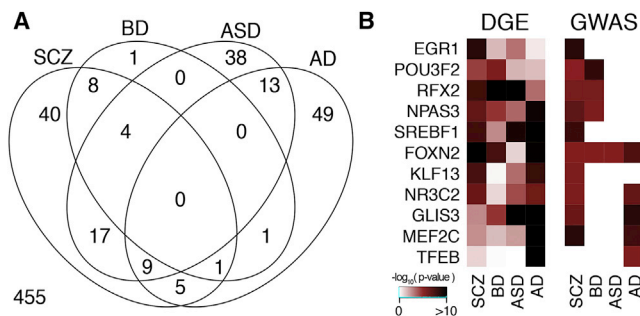 A
SCZ
BD
ASD
AD
40
8
1
0
38
13
49
4
0
0
17
1
9
1
5
455
B
DGE
GWAS
EGR1
POU3F2
RFX2
NPAS3
SREBF1
FOXN2
KLF13
NR3C2
GLIS3
MEF2C
TFEB
-log10(p-value)
0 >10
SCZ
BD
ASD
AD
SCZ
BD
ASD
AD